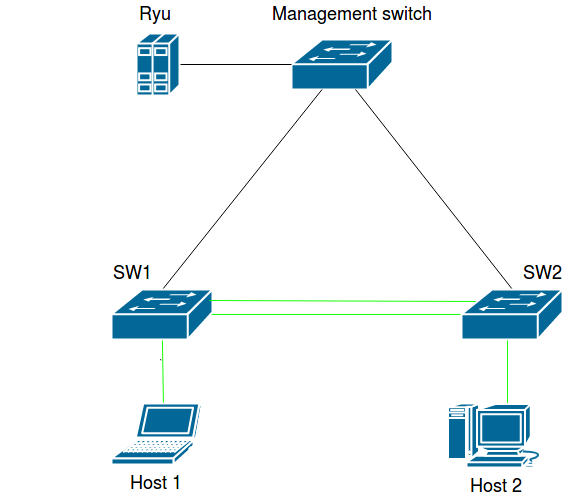 Ryu
Management switch
SW1
SW2
Host 1
Host 2